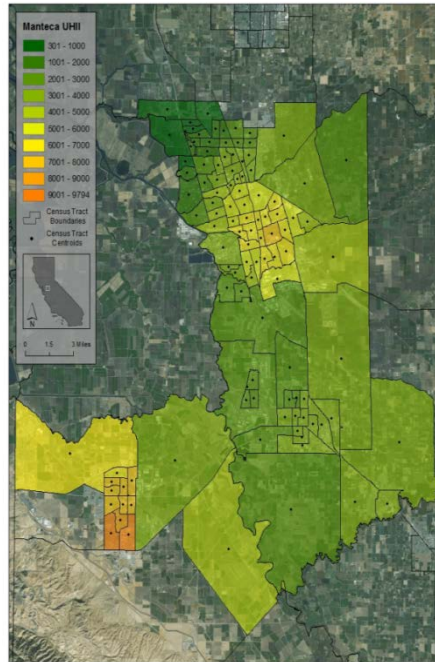 Manteca UHII
301 - 1000
1001 - 2000
2001 - 3000
3001 - 4000
4001 - 5000
5001 - 6000
6001 - 7000
7001 - 8000
8001 - 9000
9001 - 9794
Census Tract
Boundaries
Census Tract
Centroids
N
0 1.5 3 Miles